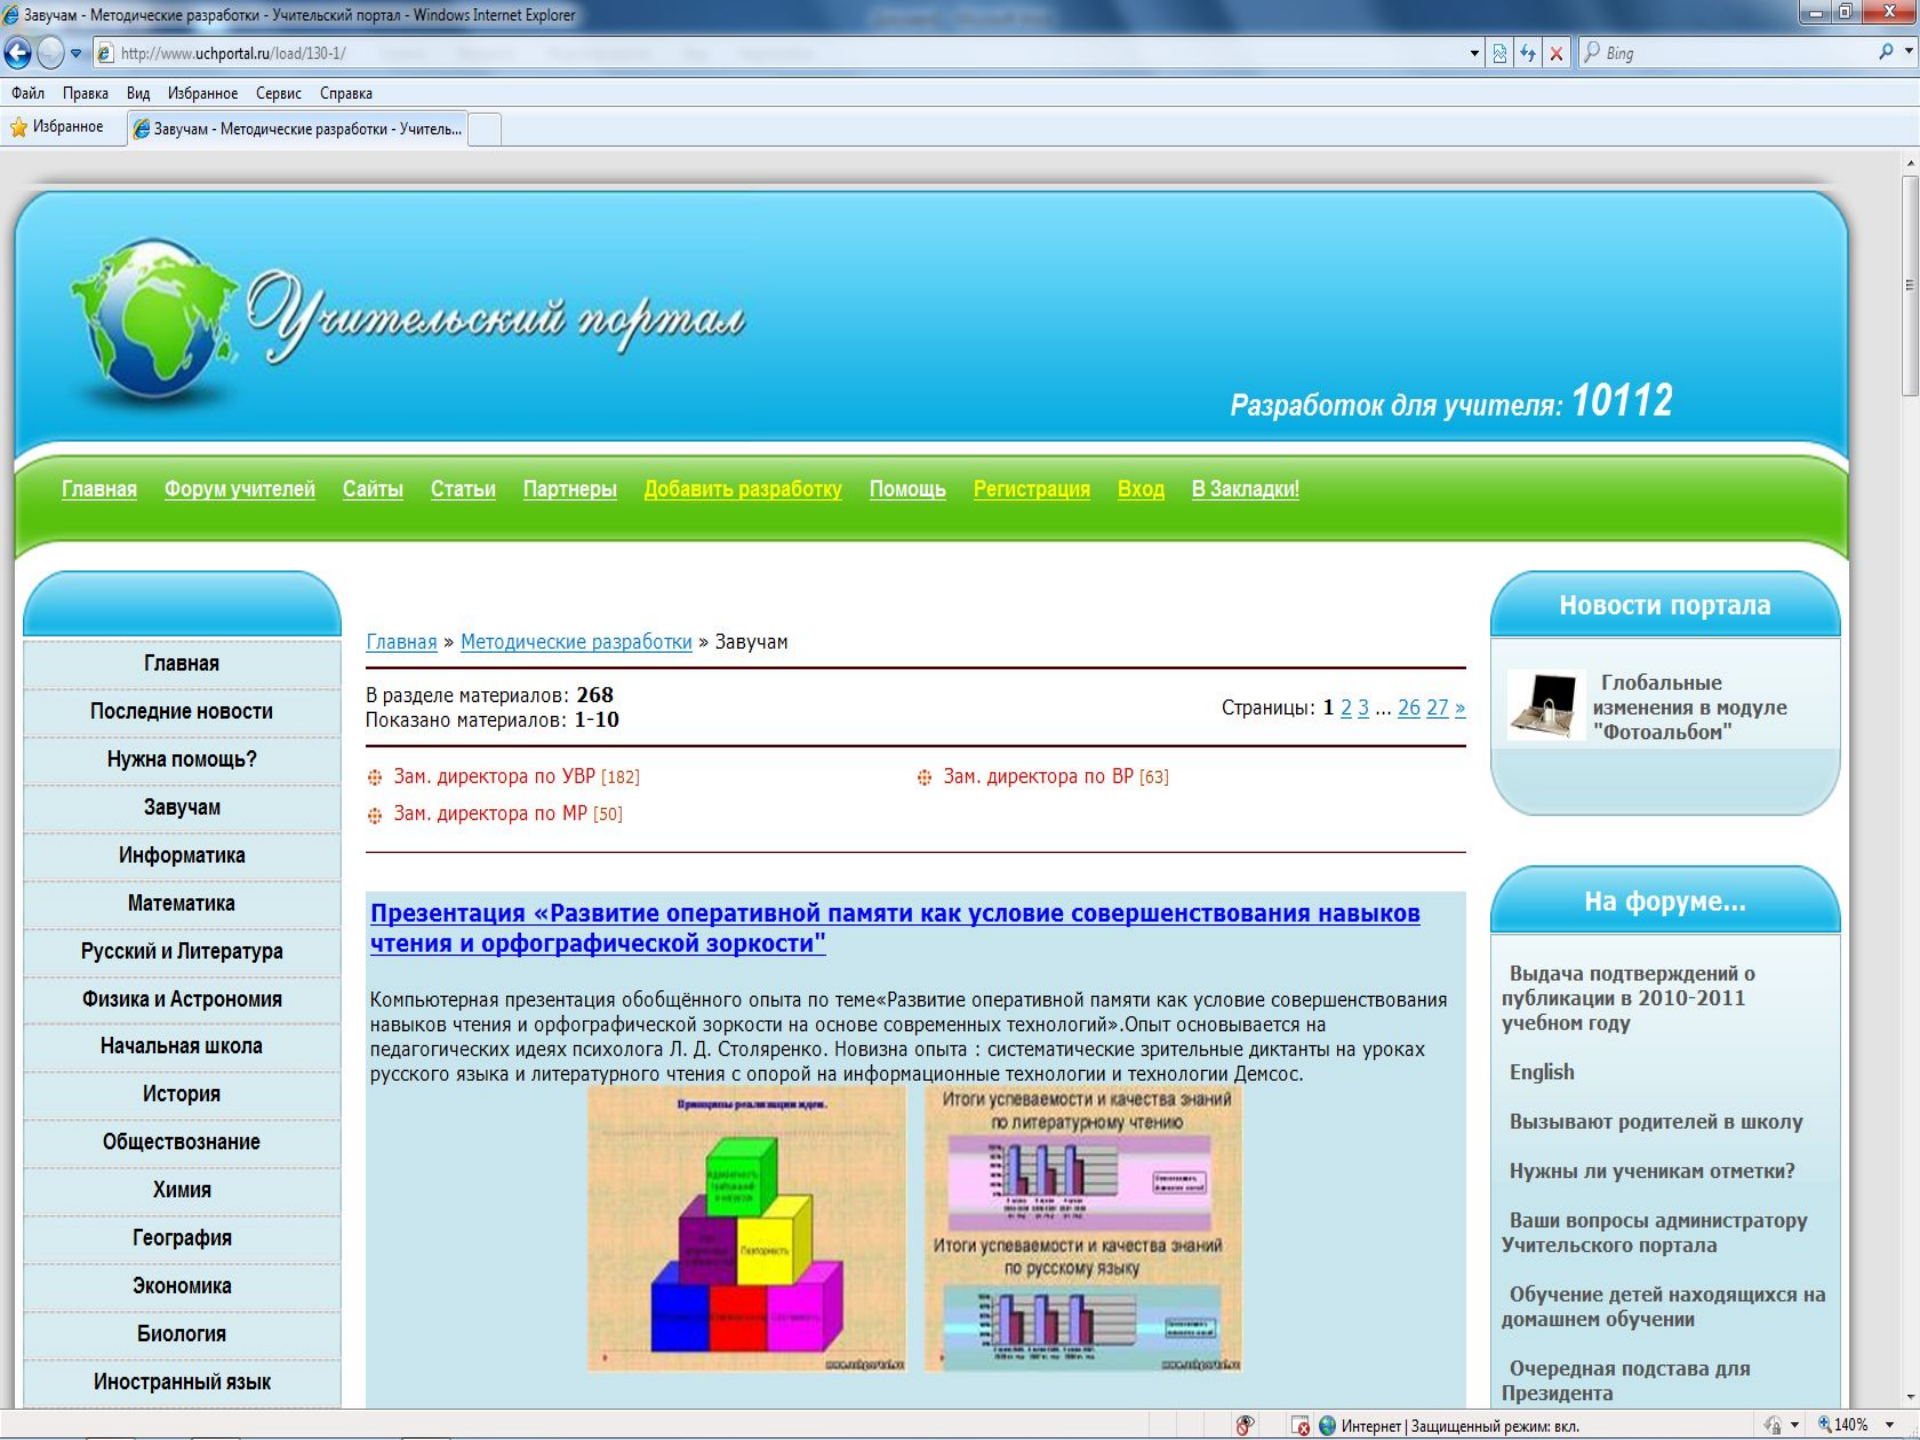 Завучам - Методические разработки - Учительский портал - Windows Internet Explorer
http://www.uchportal.ru/load/130-1/
Bing
Файл Правка Вид Избранное Сервис Справка
Избранное
Завучам - Методические разработки - Учитель...
Учительский портал
Разработок для учителя: 10112
Главная Форум учителей Сайты Статьи Партнеры Добавить разработку Помощь Регистрация Вход В Закладки!
Главная
Последние новости
Нужна помощь?
Завучам
Информатика
Математика
Русский и Литература
Физика и Астрономия
Начальная школа
История
Обществознание
Химия
География
Экономика
Биология
Иностранный язык
Главная » Методические разработки » Завучам
В разделе материалов: 268
Показано материалов: 1-10
Страницы: 1 2 3 ... 26 27 »
Зам. директора по УВР [182]
Зам. директора по ВР [63]
Зам. директора по МР [50]
Презентация «Развитие оперативной памяти как условие совершенствования навыков
чтения и орфографической зоркости"
Компьютерная презентация обобщённого опыта по теме«Развитие оперативной памяти как условие совершенствования
навыков чтения и орфографической зоркости на основе современных технологий».Опыт основывается на
педагогических идеях психолога Л. Д. Столяренко. Новизна опыта : систематические зрительные диктанты на уроках
русского языка и литературного чтения с опорой на информационные технологии и технологии Демсос.
Принципы реализации идеи.
www.uchportal.ru
Итоги успеваемости и качества знаний
по литературному чтению
Итоги успеваемости и качества знаний
по русскому языку
www.uchportal.ru
Новости портала
Глобальные
изменения в модуле
"Фотоальбом"
На форуме...
Выдача подтверждений о
публикации в 2010-2011
учебном году
English
Вызывают родителей в школу
Нужны ли ученикам отметки?
Ваши вопросы администратору
Учительского портала
Обучение детей находящихся на
домашнем обучении
Очередная подстава для
Президента
Интернет | Защищенный режим: вкл.
140%